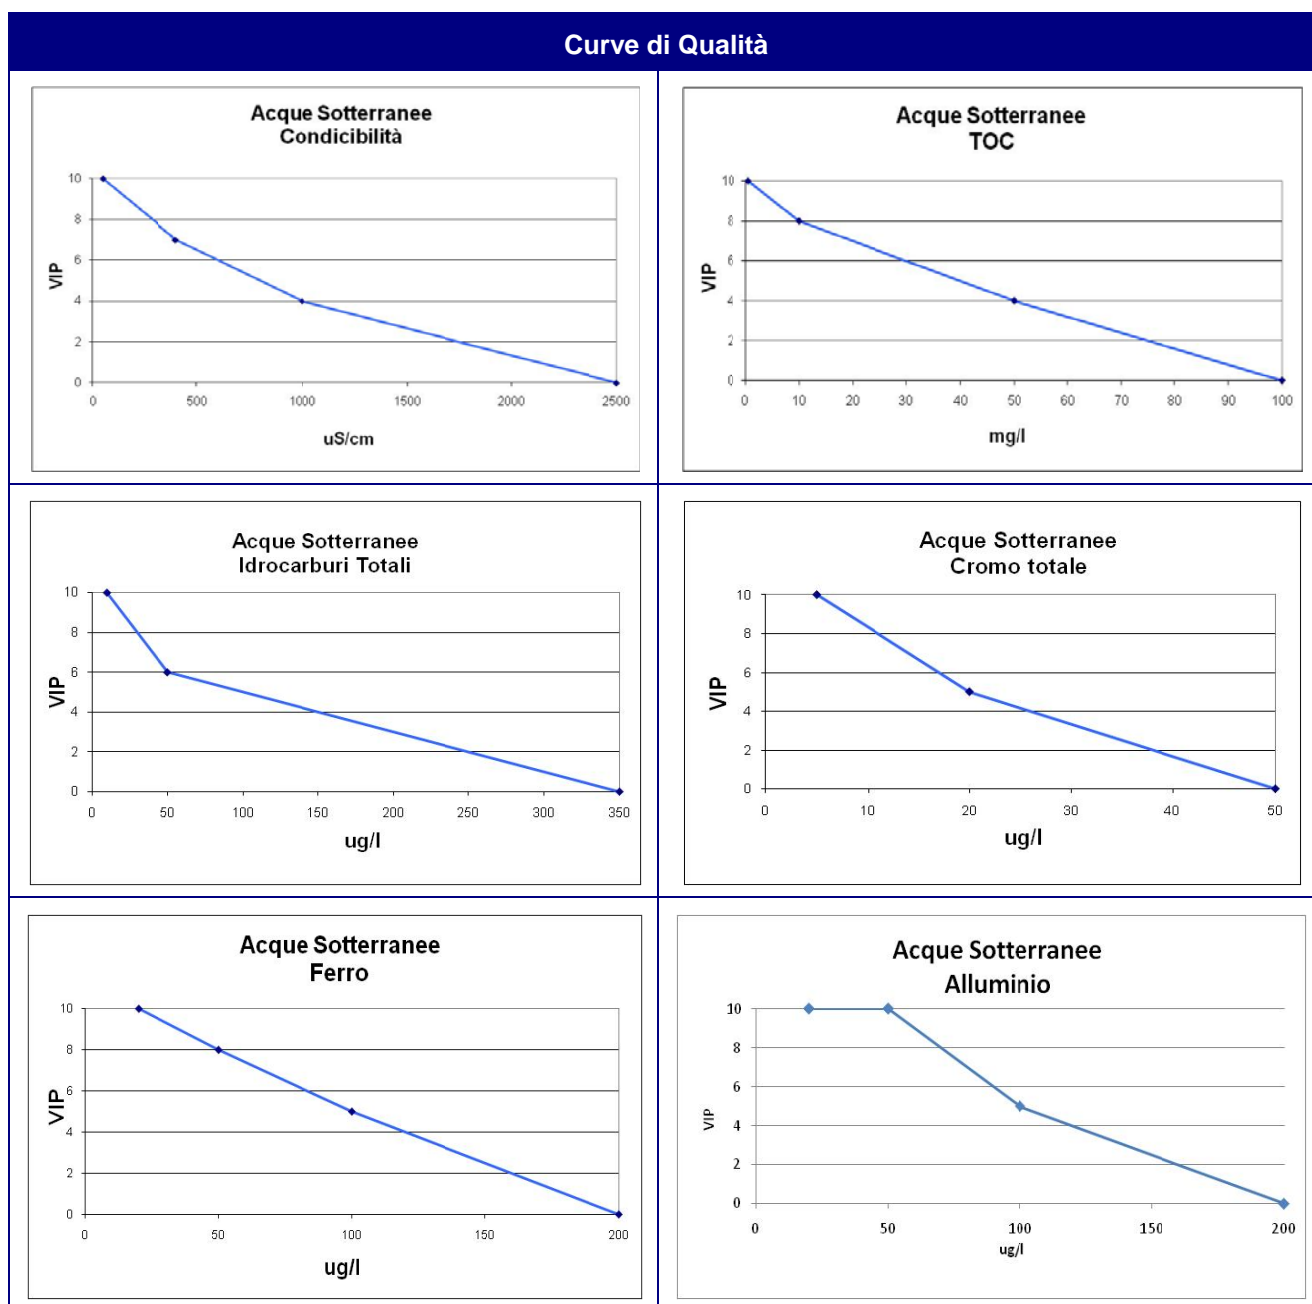 Curve di Qualità
Acque Sotterranee
Condicibilità
10
8
6
4
2
0
VIP
0 500 1000 1500 2000 2500
uS/cm
Acque Sotterranee
TOC
10
8
6
4
2
0
VIP
0 10 20 30 40 50 60 70 80 90 100
mg/l
Acque Sotterranee
Idrocarburi Totali
10
8
6
4
2
0
VIP
0 50 100 150 200 250 300 350
ug/l
Acque Sotterranee
Cromo totale
10
8
6
4
2
0
VIP
0 10 20 30 40 50
ug/l
Acque Sotterranee
Ferro
10
8
6
4
2
0
VIP
0 50 100 150 200
ug/l
Acque Sotterranee
Alluminio
10
8
6
4
2
0
VIP
0 50 100 150 200
ug/l